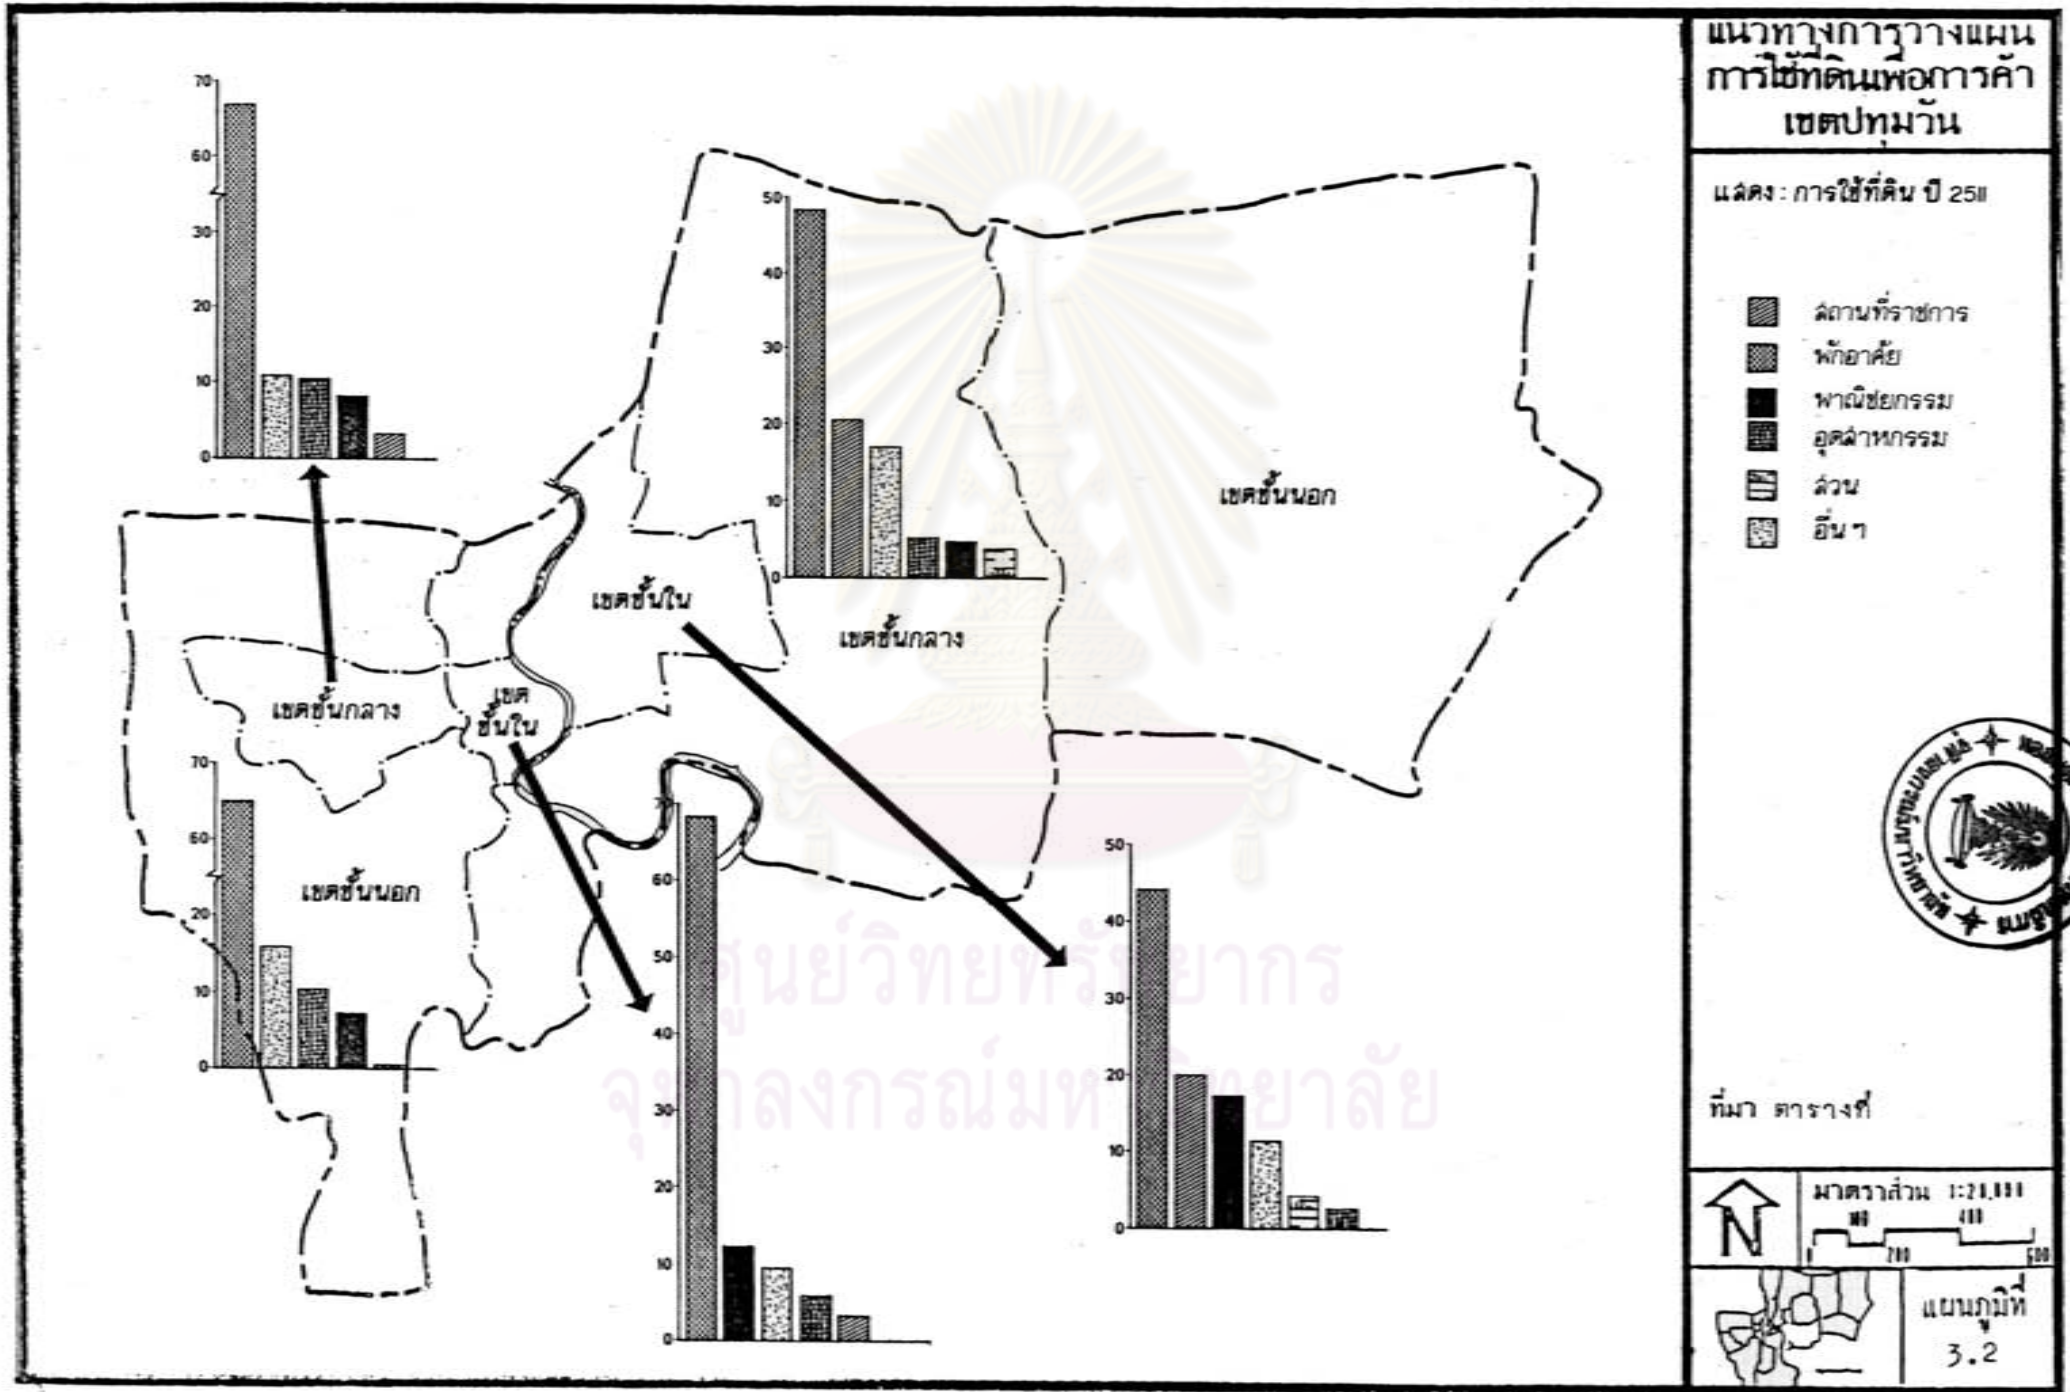 แนวทางการวางแผน
การใช้ที่ดินเพื่อการค้า
เขตปทุมวัน
แสดง : การใช้ที่ดิน ปี 2511
สถานที่ราชการ
พักอาศัย
พาณิชยกรรม
อุตสาหกรรม
สวน
อื่นๆ
70
60
30
20
10
0
50
40
30
20
10
0
เขตชั้นนอก
เขตชั้นใน
เขตชั้นกลาง
เขตชั้นกลาง
เขต
ชั้นใน
70
60
20
10
0
เขตชั้นนอก
70
60
50
40
30
20
10
0
50
40
30
20
10
0
ศูนย์วิทยทรัพยากร
จุฬาลงกรณ์มหาวิทยาลัย
ที่มา ตารางที่
N
มาตราส่วน
400
0
200
600
แผนภูมิที่
3.2